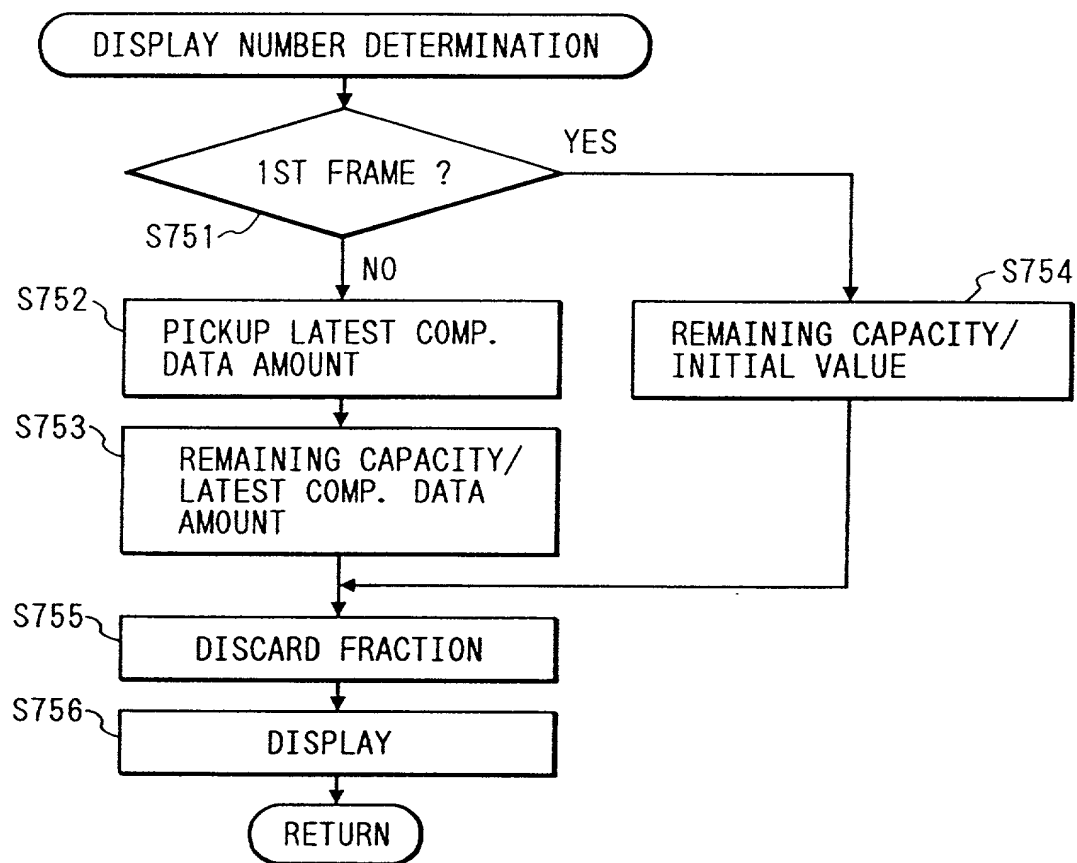 DISPLAY NUMBER DETERMINATION
1ST FRAME ?
YES
S751
NO
S752
PICKUP LATEST COMP.
DATA AMOUNT
S754
REMAINING CAPACITY/
INITIAL VALUE
S753
REMAINING CAPACITY/
LATEST COMP. DATA
AMOUNT
S755
DISCARD FRACTION
S756
DISPLAY
RETURN